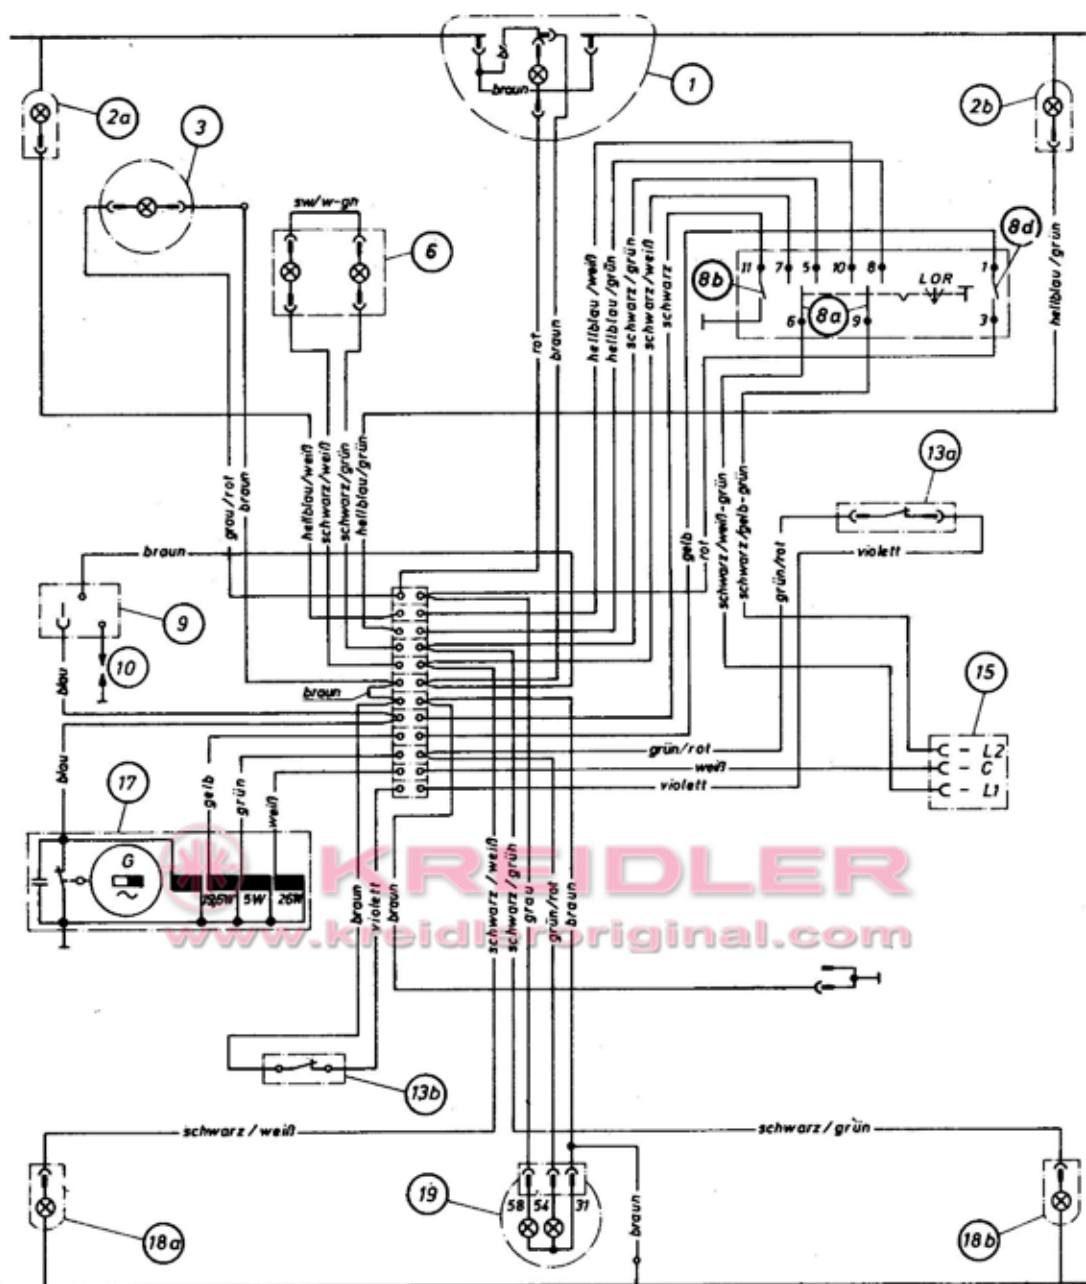 br
braun
1
2a
2b
3
sw/w-gn
6
8d
8b
11
7
5
10
8
1
LOR
8a
6
9
3
rot
braun
hellblau/weiß
hellblau/grün
schwarz/grün
schwarz/weiß
schwarz
hellblau/grün
grau/rot
braun
hellblau/weiß
schwarz/weiß
schwarz/grün
hellblau/grün
gelb
rot
schwarz/weiß-grün
schwarz/gelb-grün
13a
grün/rot
violett
braun
9
10
blau
braun
15
L2
C
L1
grün/rot
weiß
violett
blau
17
gelb
grün
weiß
G
5W
26W
KREIDLER
www.kreidleroriginal.com
braun
violett
braun
schwarz/weiß
schwarz/grün
grau
grün/rot
braun
13b
schwarz/weiß
schwarz/grün
19
58
54
31
braun
18a
18b